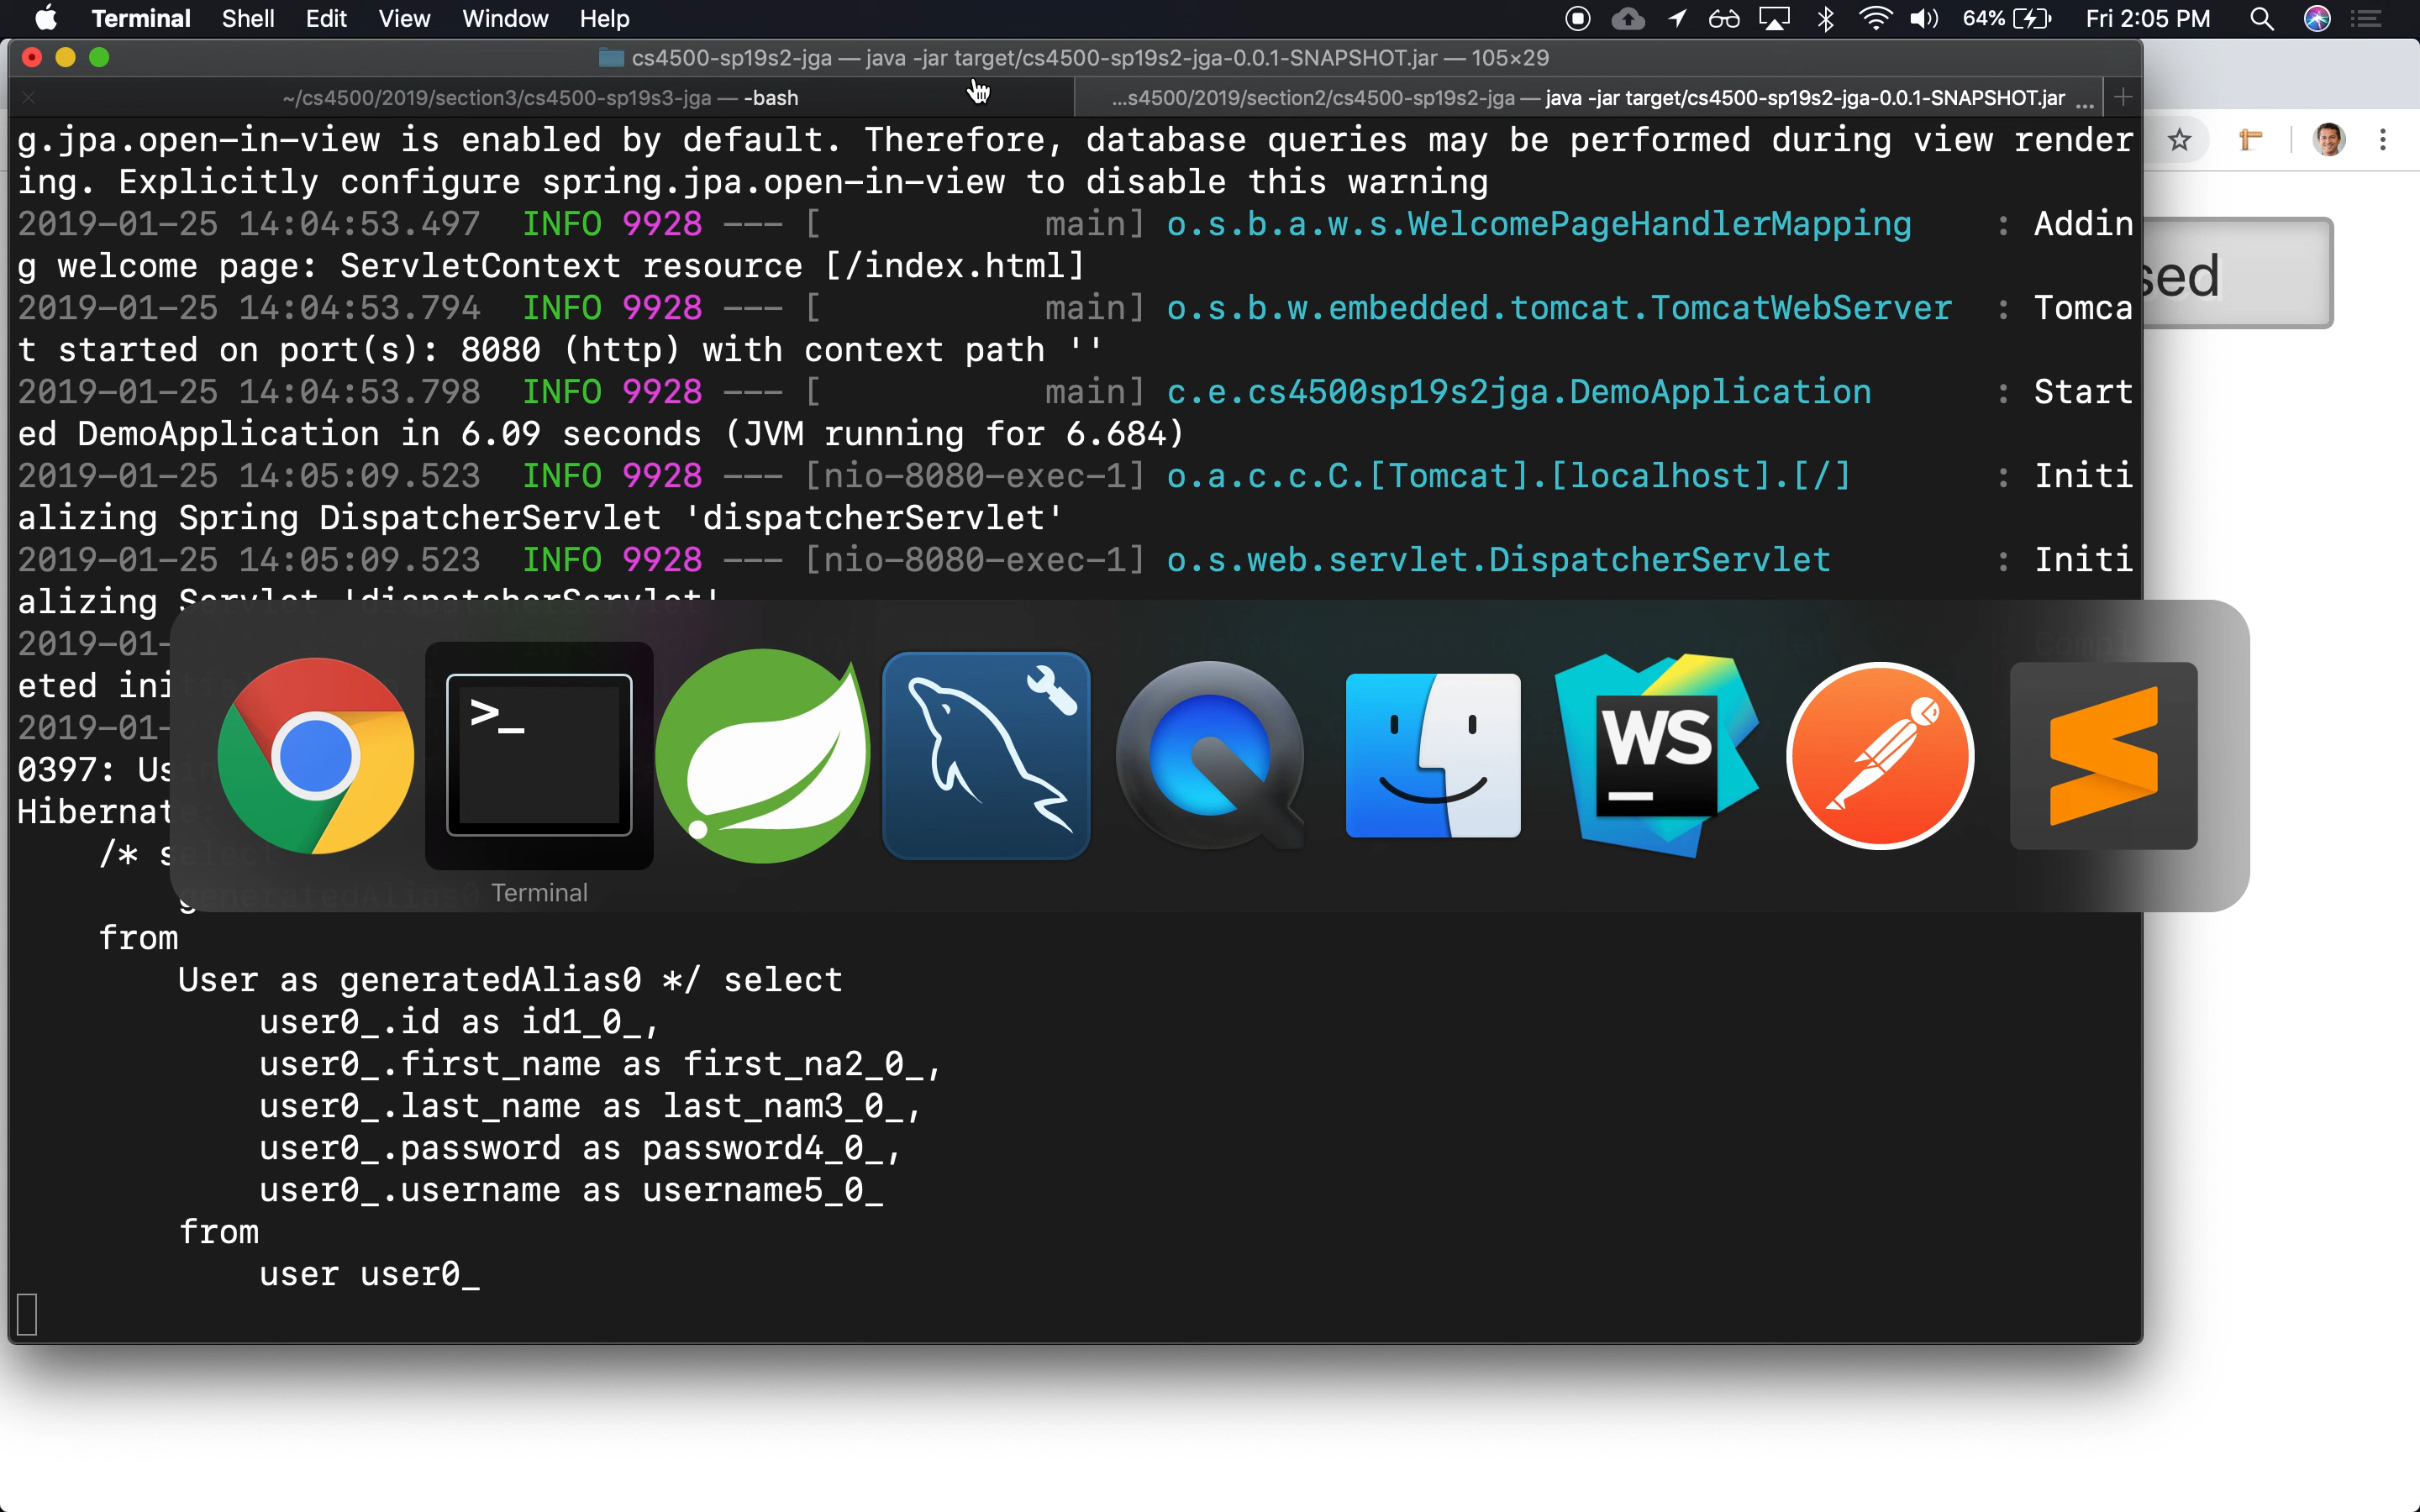 Terminal Shell Edit View Window Help 64% Fri 2:05 PM
cs4500-sp19s2-jga — java -jar target/cs4500-sp19s2-jga-0.0.1-SNAPSHOT.jar — 105×29
~/cs4500/2019/section3/cs4500-sp19s3-jga — -bash ...s4500/2019/section2/cs4500-sp19s2-jga — java -jar target/cs4500-sp19s2-jga-0.0.1-SNAPSHOT.jar ...
g.jpa.open-in-view is enabled by default. Therefore, database queries may be performed during view render
ing. Explicitly configure spring.jpa.open-in-view to disable this warning
2019-01-25 14:04:53.497 INFO 9928 --- [ main] o.s.b.a.w.s.WelcomePageHandlerMapping : Addin
g welcome page: ServletContext resource [/index.html]
sed
2019-01-25 14:04:53.794 INFO 9928 --- [ main] o.s.b.w.embedded.tomcat.TomcatWebServer : Tomca
t started on port(s): 8080 (http) with context path ''
2019-01-25 14:04:53.798 INFO 9928 --- [ main] c.e.cs4500sp19s2jga.DemoApplication : Start
ed DemoApplication in 6.09 seconds (JVM running for 6.684)
2019-01-25 14:05:09.523 INFO 9928 --- [nio-8080-exec-1] o.a.c.c.C.[Tomcat].[localhost].[/] : Initi
alizing Spring DispatcherServlet 'dispatcherServlet'
2019-01-25 14:05:09.523 INFO 9928 --- [nio-8080-exec-1] o.s.web.servlet.DispatcherServlet : Initi
alizing Servlet 'dispatcherServlet'
2019-01- Compl
eted ini
2019-01-
>_
WS
0397: Us
Hibernate:
/* select
generatedAlias0
Terminal
from
User as generatedAlias0 */ select
user0_.id as id1_0_,
user0_.first_name as first_na2_0_,
user0_.last_name as last_nam3_0_,
user0_.password as password4_0_,
user0_.username as username5_0_
from
user user0_